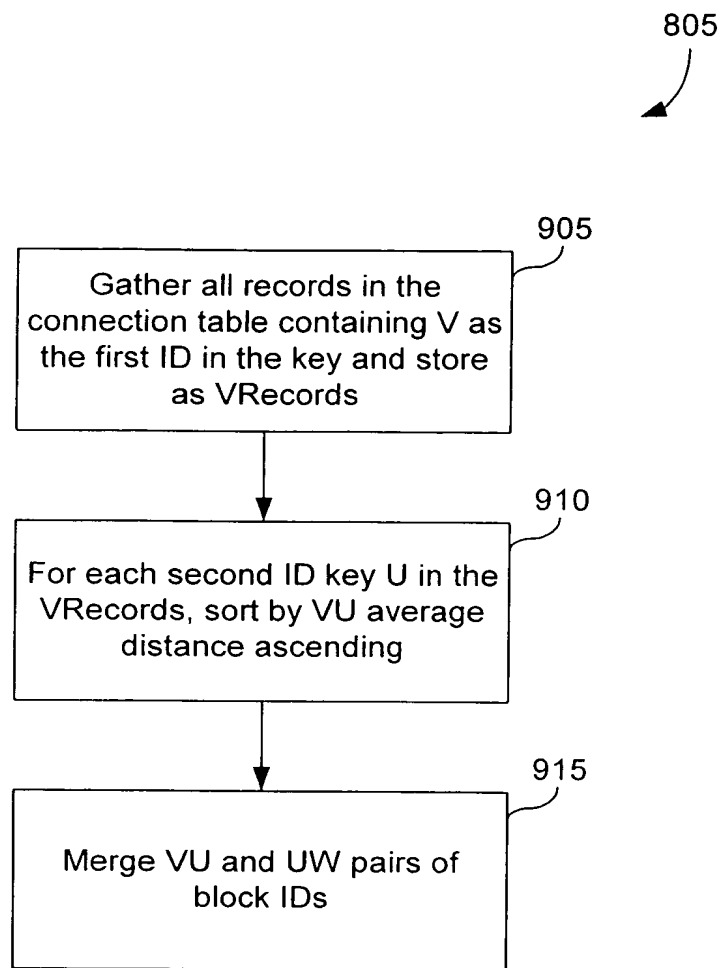 805
905
Gather all records in the
connection table containing V as
the first ID in the key and store
as VRecords
910
For each second ID key U in the
VRecords, sort by VU average
distance ascending
915
Merge VU and UW pairs of
block IDs